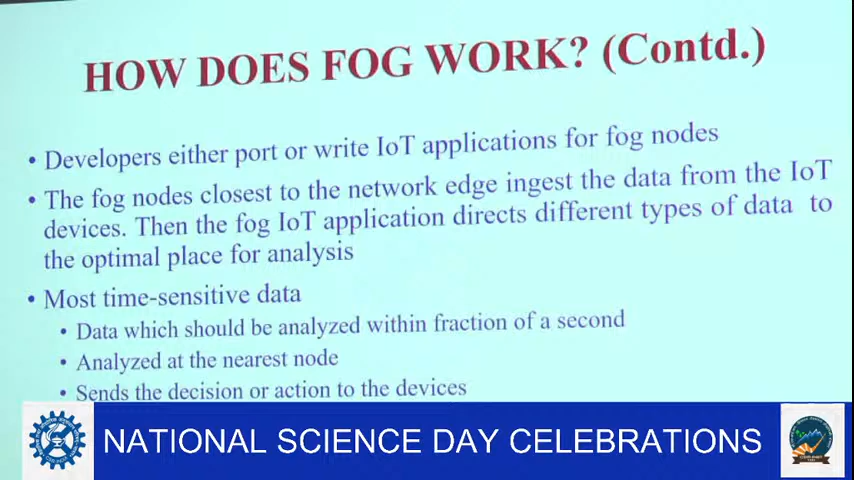 HOW DOES FOG WORK? (Contd.)
• Developers either port or write IoT applications for fog nodes
• The fog nodes closest to the network edge ingest the data from the IoT
devices. Then the fog IoT application directs different types of data to
the optimal place for analysis
• Most time-sensitive data
• Data which should be analyzed within fraction of a second
• Analyzed at the nearest node
• Sends the decision or action to the devices
NATIONAL SCIENCE DAY CELEBRATIONS